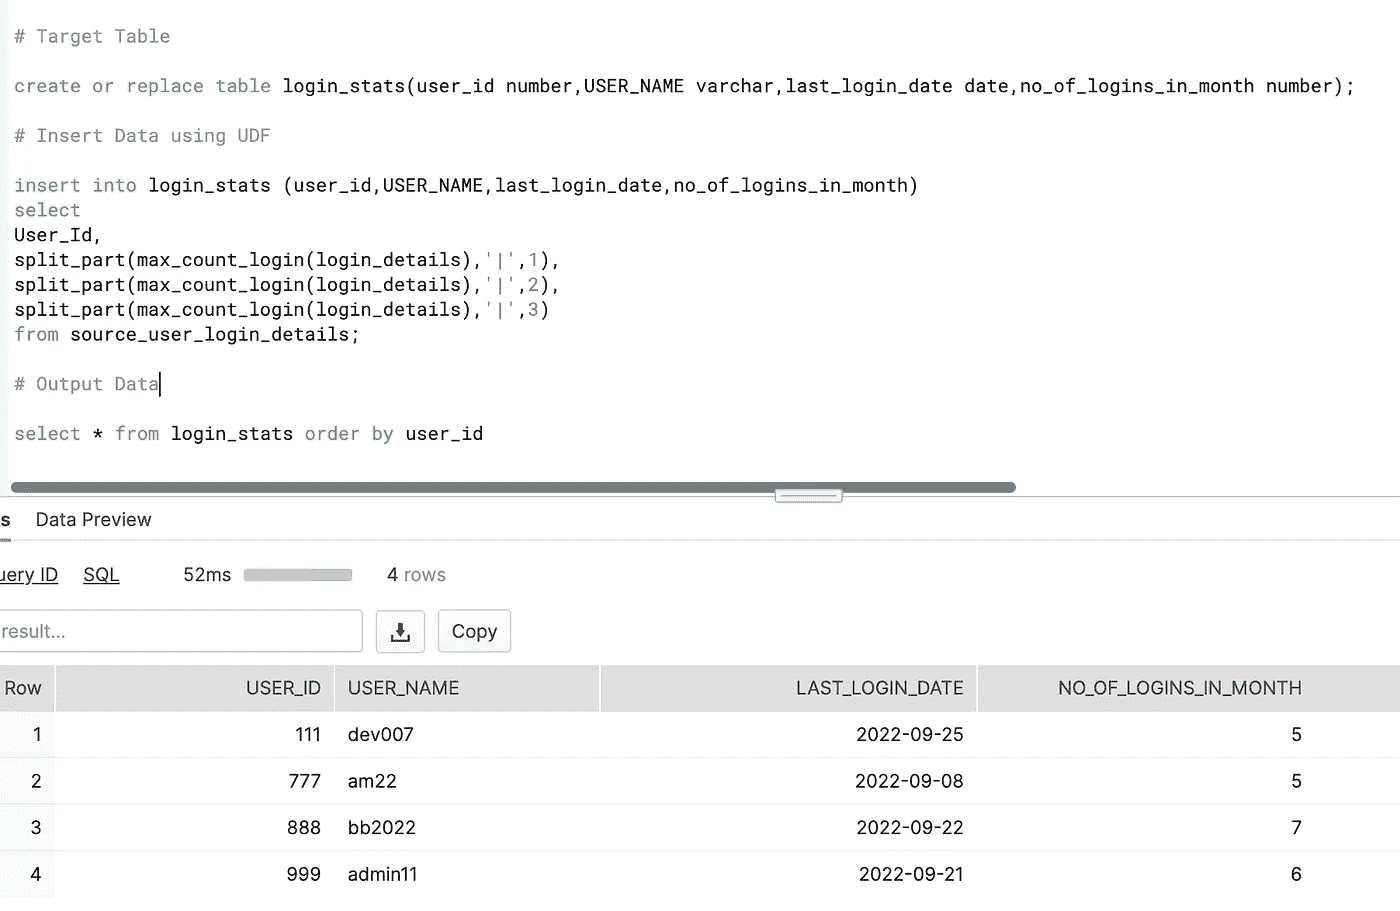 # Target Table
create or replace table login_stats(user_id number,USER_NAME varchar,last_login_date date,no_of_logins_in_month number);
# Insert Data using UDF
insert into login_stats (user_id,USER_NAME,last_login_date,no_of_logins_in_month)
select
User_Id,
split_part(max_count_login(login_details),'|',1),
split_part(max_count_login(login_details),'|',2),
split_part(max_count_login(login_details),'|',3)
from source_user_login_details;
# Output Data
select * from login_stats order by user_id
s Data Preview
uery ID SQL 52ms 4 rows
result... Copy
Row USER_ID USER_NAME LAST_LOGIN_DATE NO_OF_LOGINS_IN_MONTH
1 111 dev007 2022-09-25 5
2 777 am22 2022-09-08 5
3 888 bb2022 2022-09-22 7
4 999 admin11 2022-09-21 6